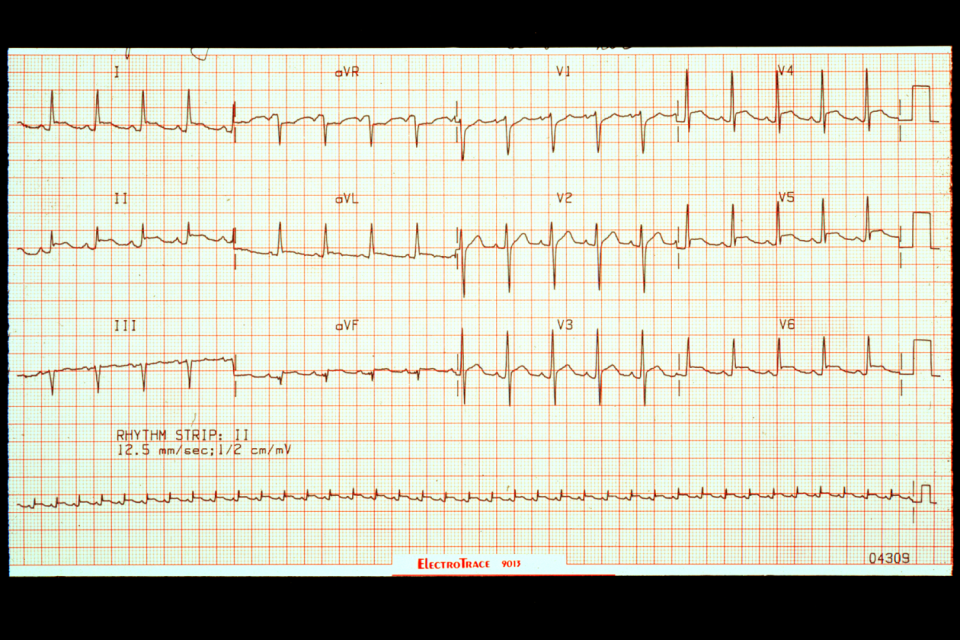 I aVR V1 V4
II aVL V2 V5
III aVF V3 V6
RHYTHM STRIP: II
12.5 mm/sec;1/2 cm/mV
04309
ELECTROTRACE 9013